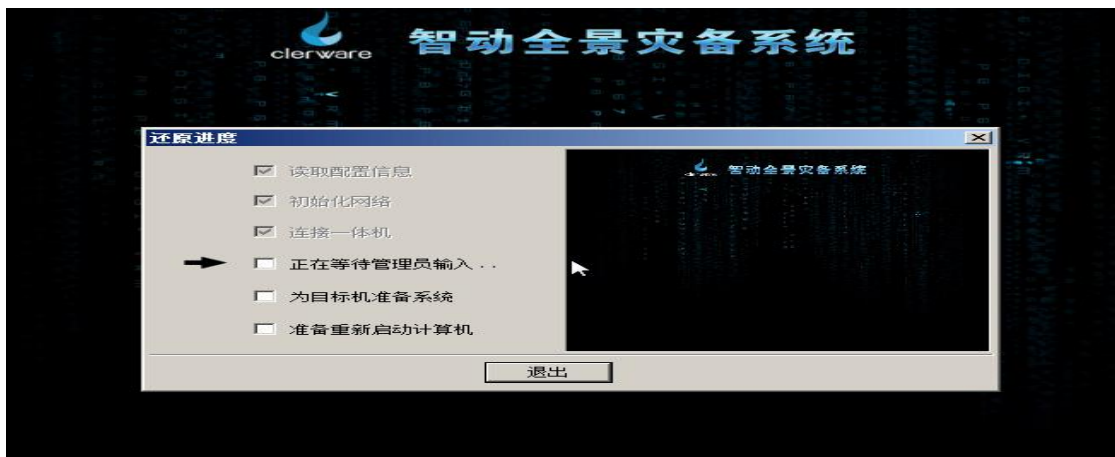 clerware 智动全景灾备系统
还原进度
读取配置信息
初始化网络
连接一体机
正在等待管理员输入..
为目标机准备系统
准备重新启动计算机
智动全景灾备系统
退出